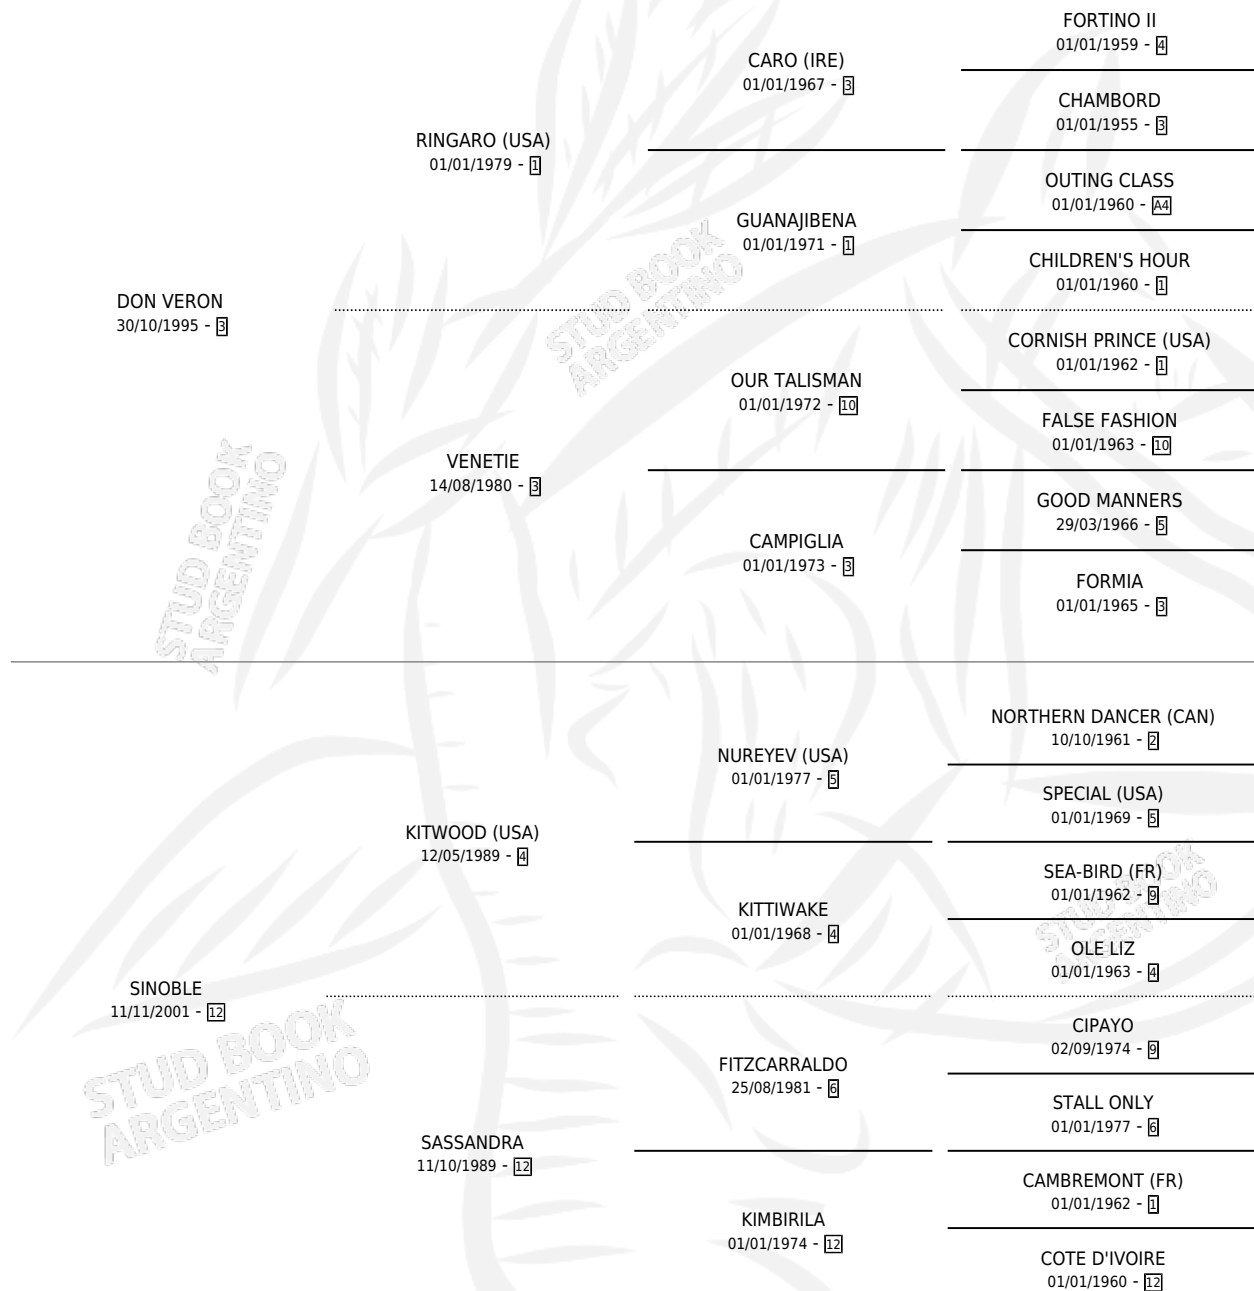 FORTINO II
01/01/1959 - 4
CARO (IRE)
01/01/1967 - 3
CHAMBORD
01/01/1955 - 3
RINGARO (USA)
01/01/1979 - 1
OUTING CLASS
01/01/1960 - A4
GUANAJIBENA
01/01/1971 - 1
CHILDREN'S HOUR
01/01/1960 - 1
DON VERON
30/10/1995 - 3
CORNISH PRINCE (USA)
01/01/1962 - 1
OUR TALISMAN
01/01/1972 - 10
FALSE FASHION
01/01/1963 - 10
VENETIE
14/08/1980 - 3
GOOD MANNERS
29/03/1966 - 5
CAMPIGLIA
01/01/1973 - 3
FORMIA
01/01/1965 - 3
NORTHERN DANCER (CAN)
10/10/1961 - 2
NUREYEV (USA)
01/01/1977 - 5
SPECIAL (USA)
01/01/1969 - 5
KITWOOD (USA)
12/05/1989 - 4
SEA-BIRD (FR)
01/01/1962 - 9
KITTIWAKE
01/01/1968 - 4
OLE LIZ
01/01/1963 - 4
SINOBLE
11/11/2001 - 12
CIPAYO
02/09/1974 - 9
FITZCARRALDO
25/08/1981 - 6
STALL ONLY
01/01/1977 - 6
SASSANDRA
11/10/1989 - 12
CAMBREMONT (FR)
01/01/1962 - 1
KIMBIRILA
01/01/1974 - 12
COTE D'IVOIRE
01/01/1960 - 12
STUD BOOK
ARGENTINO
STUD BOOK
ARGENTINO
STUD BOOK
ARGENTINO
STUD BOOK
ARGENTINO